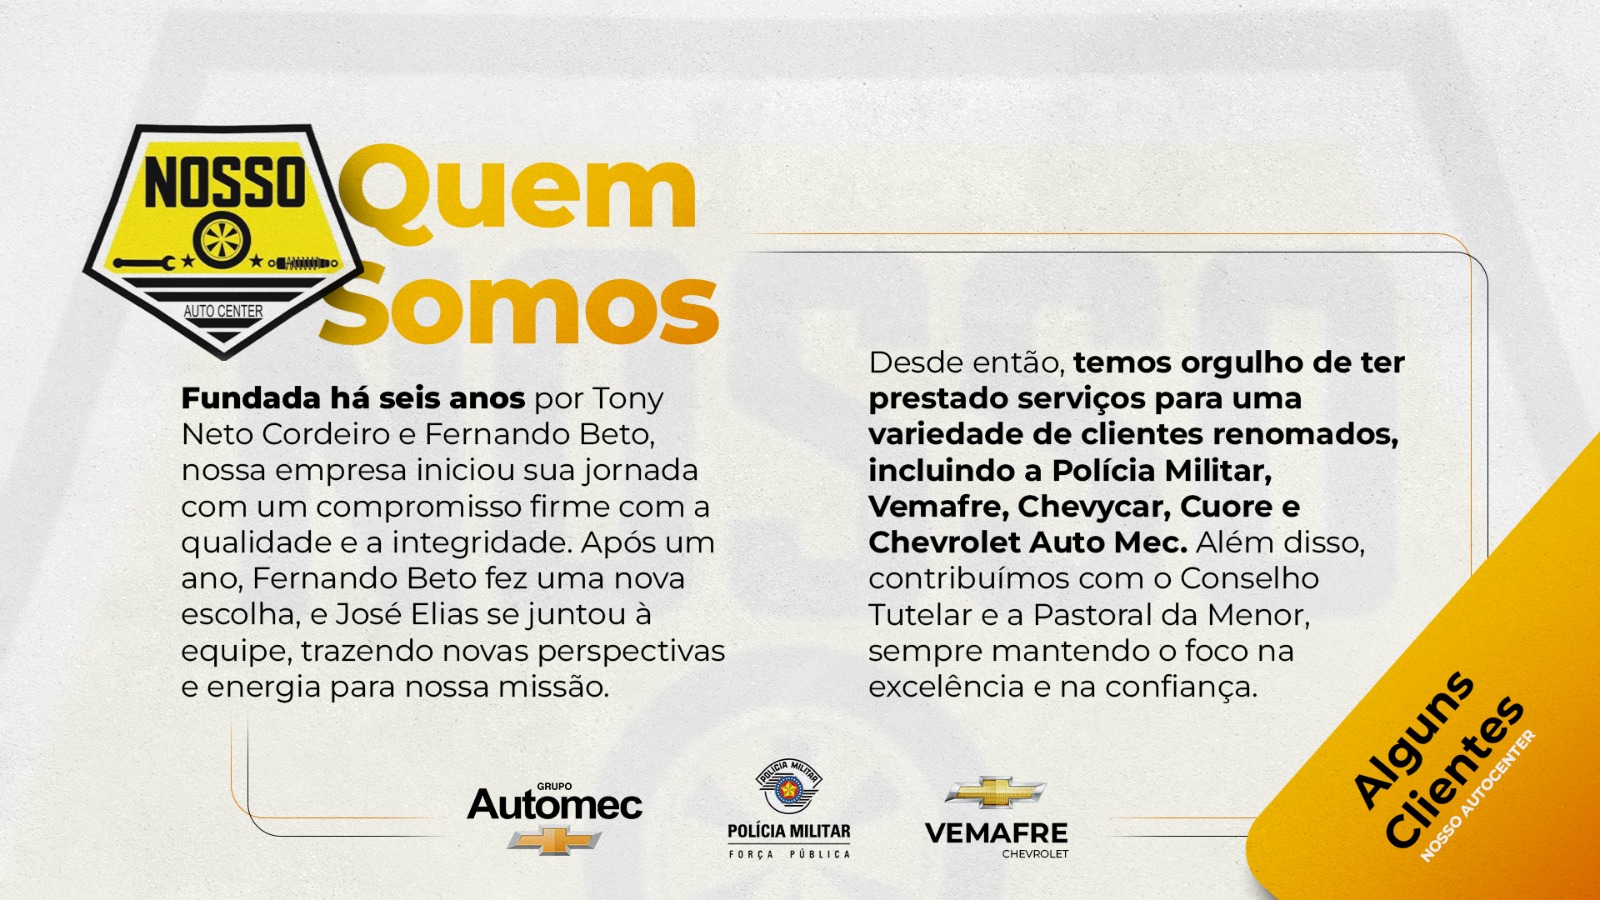 NOSSO
AUTO CENTER
Quem
Somos
Fundada há seis anos por Tony
Neto Cordeiro e Fernando Beto,
nossa empresa iniciou sua jornada
com um compromisso firme com a
qualidade e a integridade. Após um
ano, Fernando Beto fez uma nova
escolha, e José Elias se juntou à
equipe, trazendo novas perspectivas
e energia para nossa missão.
Desde então, temos orgulho de ter
prestado serviços para uma
variedade de clientes renomados,
incluindo a Polícia Militar,
Vemafre, Chevycar, Cuore e
Chevrolet Auto Mec. Além disso,
contribuímos com o Conselho
Tutelar e a Pastoral da Menor,
sempre mantendo o foco na
excelência e na confiança.
GRUPO
Automec
POLÍCIA MILITAR
POLÍCIA MILITAR
FORÇA PÚBLICA
VEMAFRE
CHEVROLET
Alguns
Clientes
NOSSO AUTOCENTER